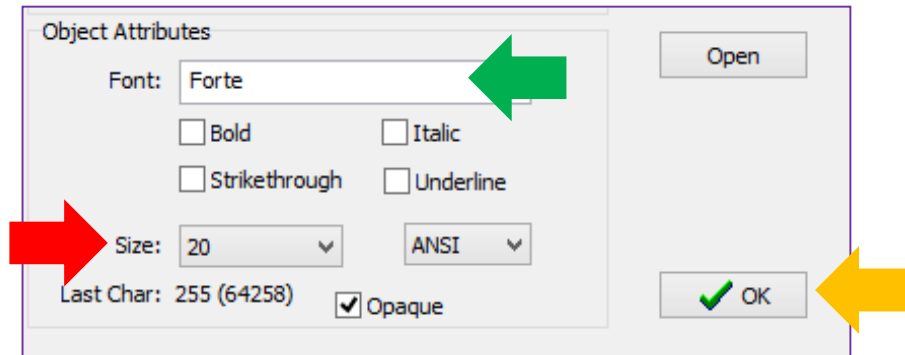 Object Attributes
Open
Font: Forte
Bold Italic
Strikethrough Underline
Size: 20 ANSI
Last Char: 255 (64258) Opaque
OK